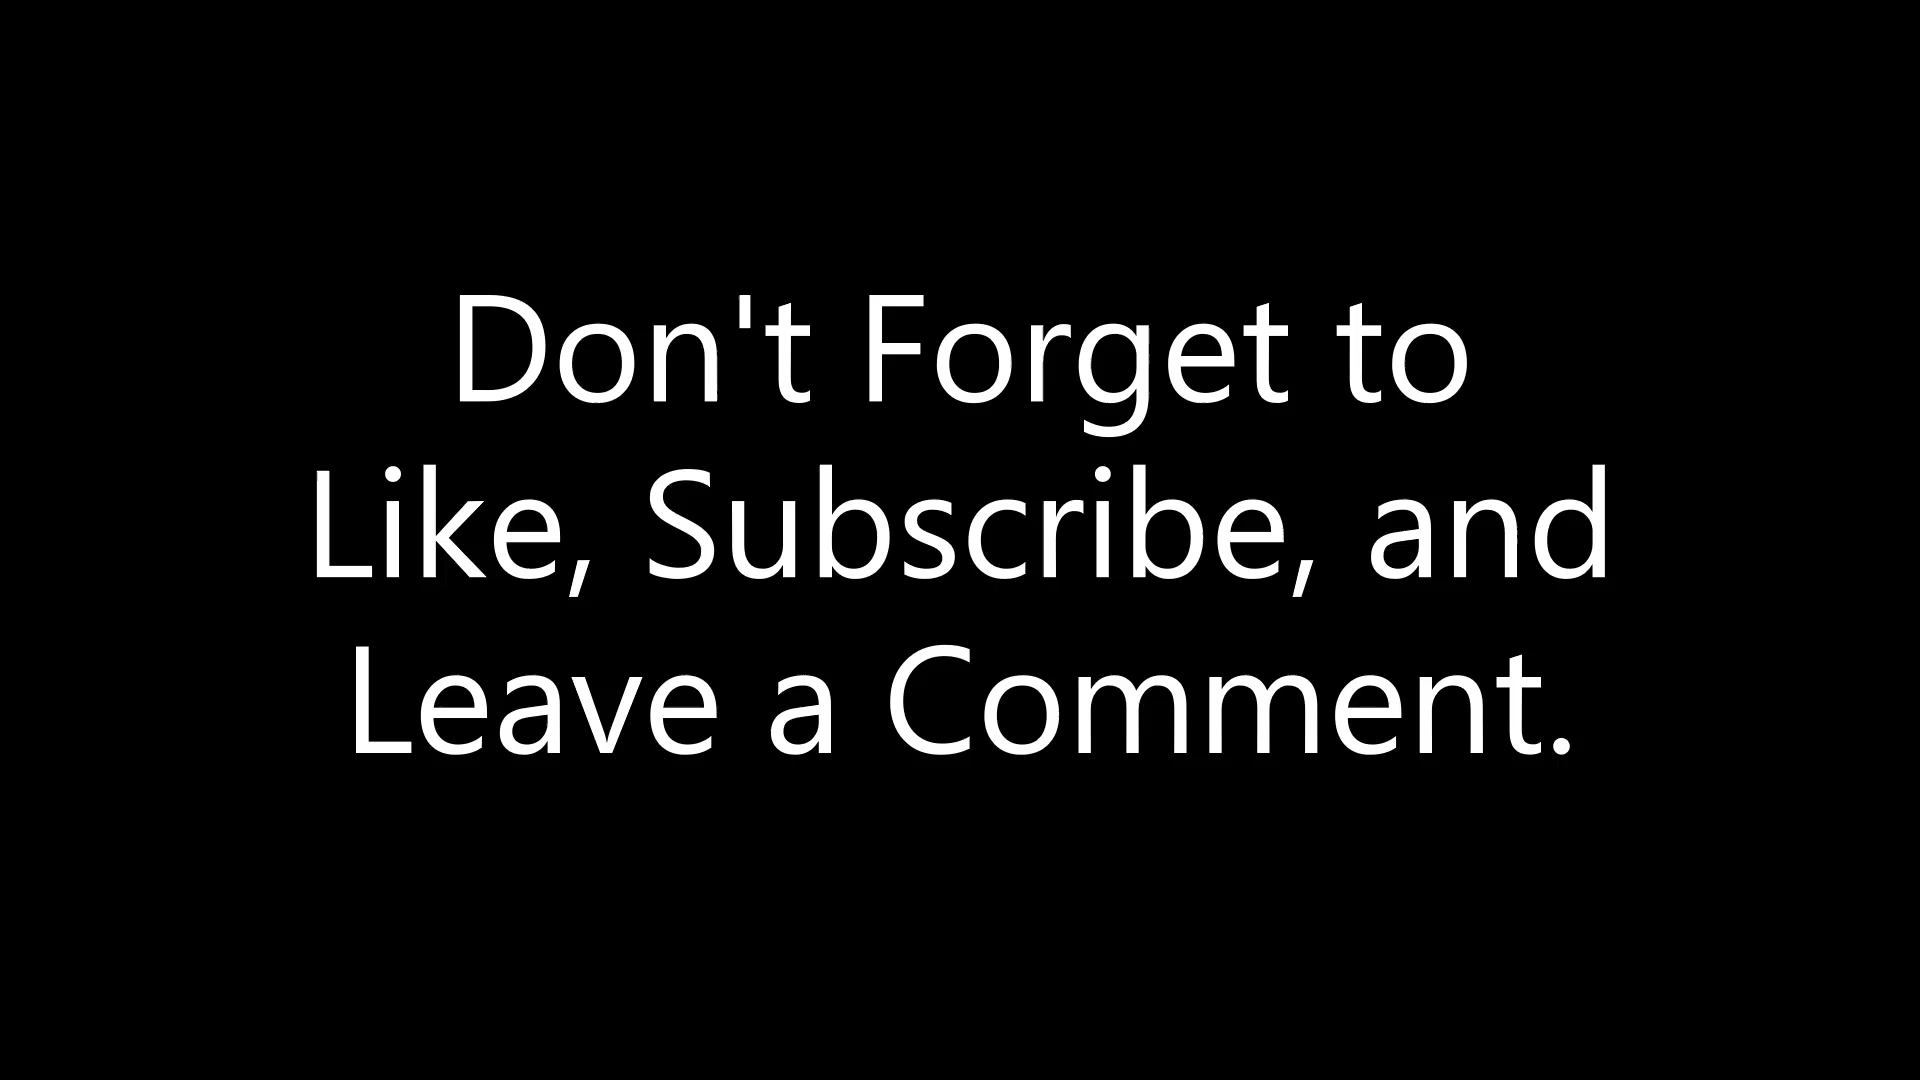 Don't Forget to
Like, Subscribe, and
Leave a Comment.